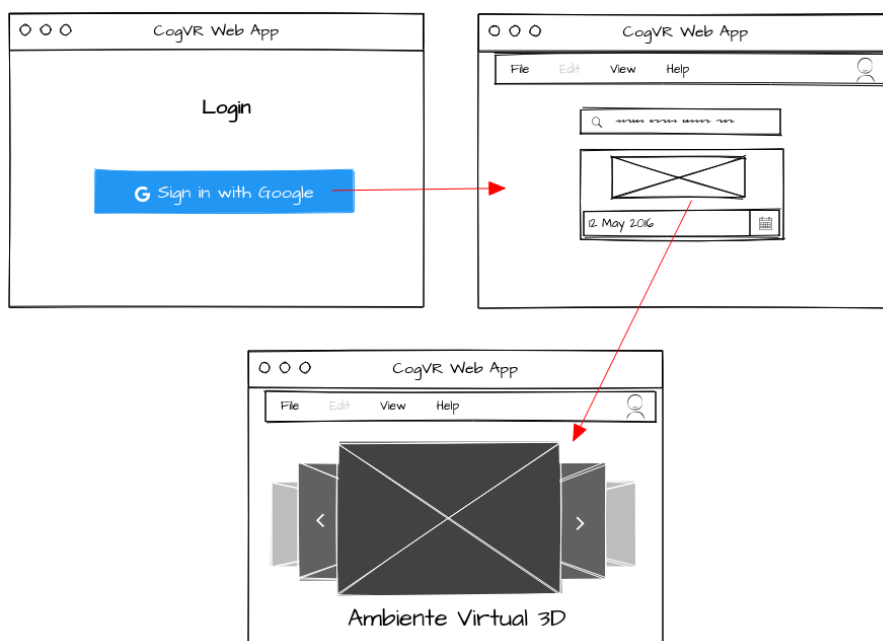 CogVR Web App
Login
G Sign in with Google
CogVR Web App
File Edit View Help
12 May 2016
CogVR Web App
File Edit View Help
Ambiente Virtual 3D